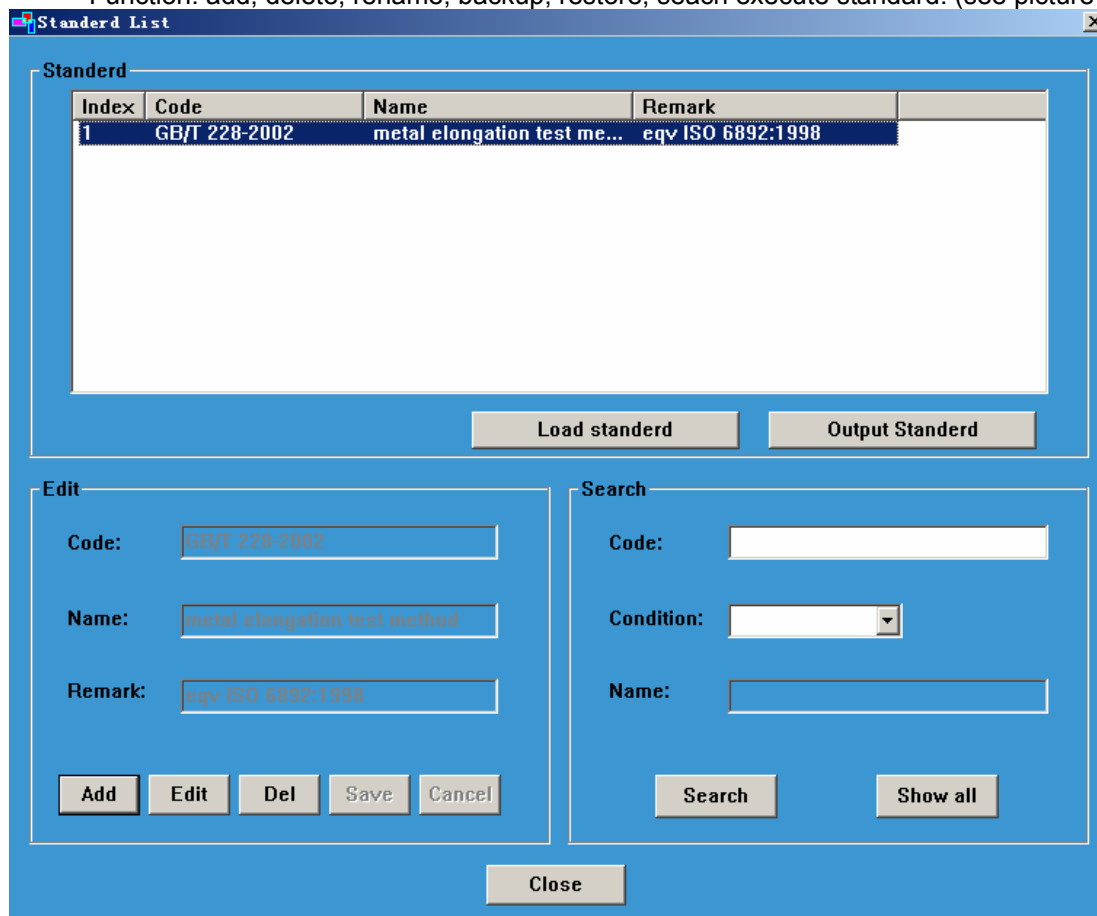 Function: add, delete, rename, backup, restore, seach execute standard. (see picture
Standerd List
Standerd
Index Code Name Remark
1 GB/T 228-2002 metal elongation test me... eqv ISO 6892:1998
Load standerd Output Standerd
Edit
Code: GB/T 228-2002
Name: metal elongation test method
Remark: eqv ISO 6892:1998
Add Edit Del Save Cancel
Search
Code:
Condition:
Name:
Search Show all
Close